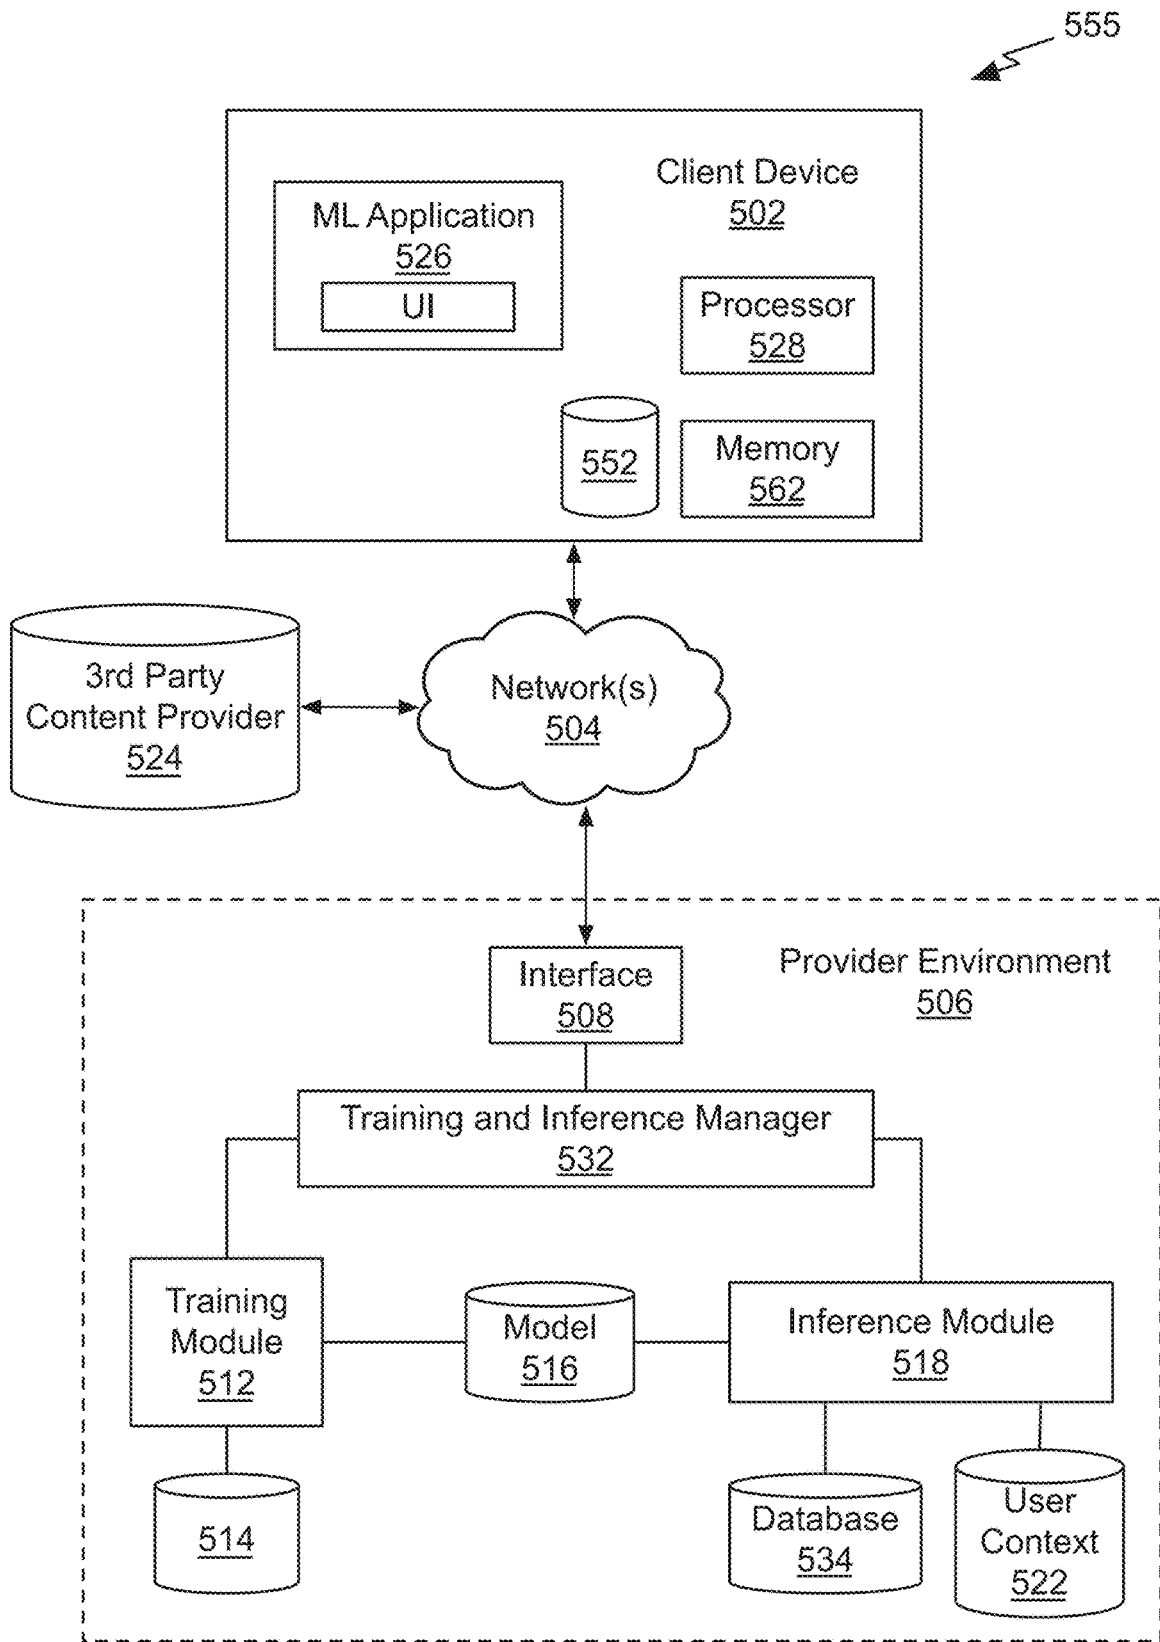 555
Client Device
502
ML Application
526
UI
Processor
528
552
Memory
562
3rd Party
Content Provider
524
Network(s)
504
Provider Environment
506
Interface
508
Training and Inference Manager
532
Training
Module
512
Model
516
Inference Module
518
514
Database
534
User
Context
522